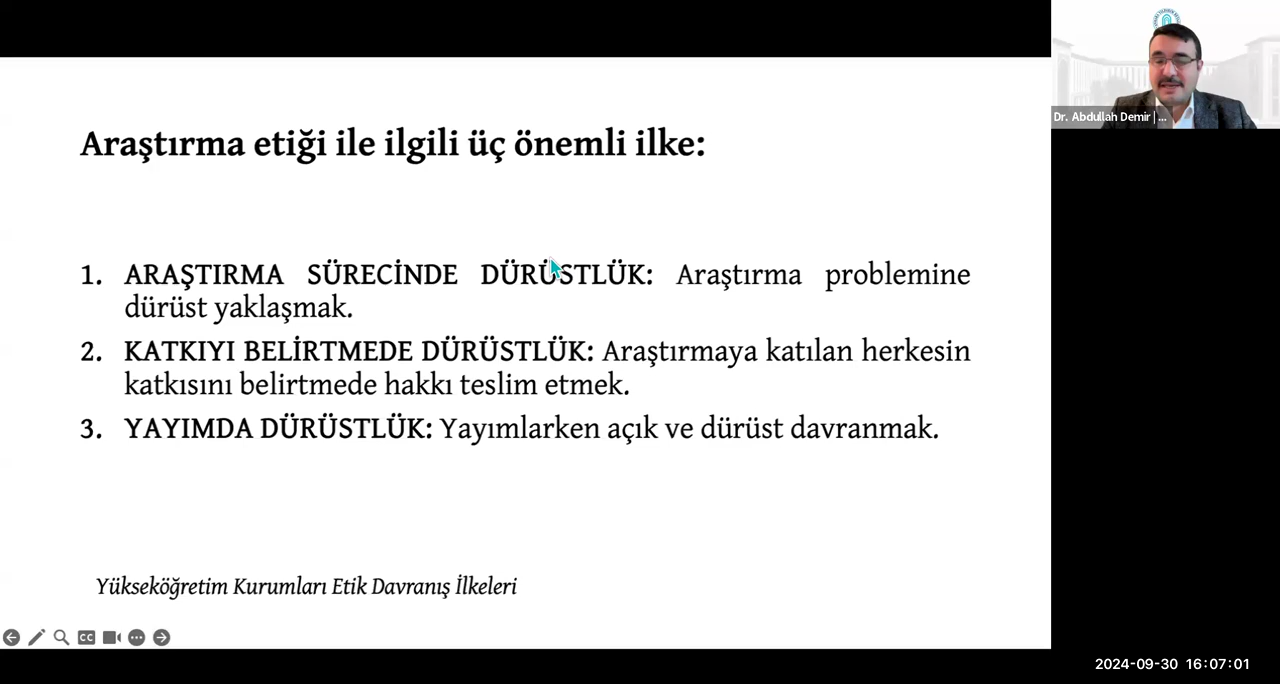 Araştırma etiği ile ilgili üç önemli ilke:
1. ARAŞTIRMA SÜRECİNDE DÜRÜSTLÜK: Araştırma problemine
dürüst yaklaşmak.
2. KATKIYI BELİRTMEDE DÜRÜSTLÜK: Araştırmaya katılan herkesin
katkısını belirtmede hakkı teslim etmek.
3. YAYIMDA DÜRÜSTLÜK: Yayımlarken açık ve dürüst davranmak.
Yükseköğretim Kurumları Etik Davranış İlkeleri
CC
Dr. Abdullah Demir | ...
2024-09-30 16:07:01